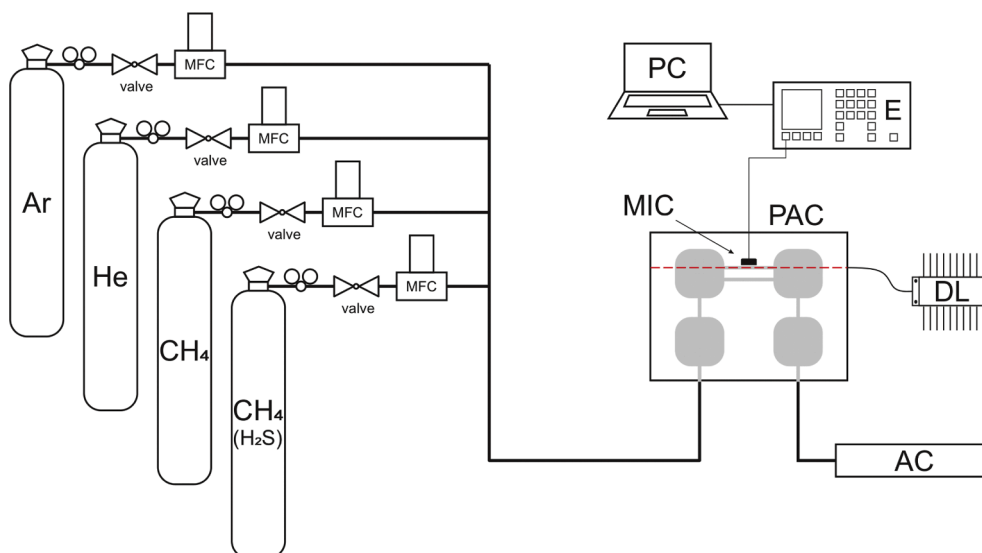 MFC
valve
Ar
MFC
valve
He
MFC
valve
CH₄
MFC
valve
CH₄
(H₂S)
PC
E
MIC
PAC
DL
AC